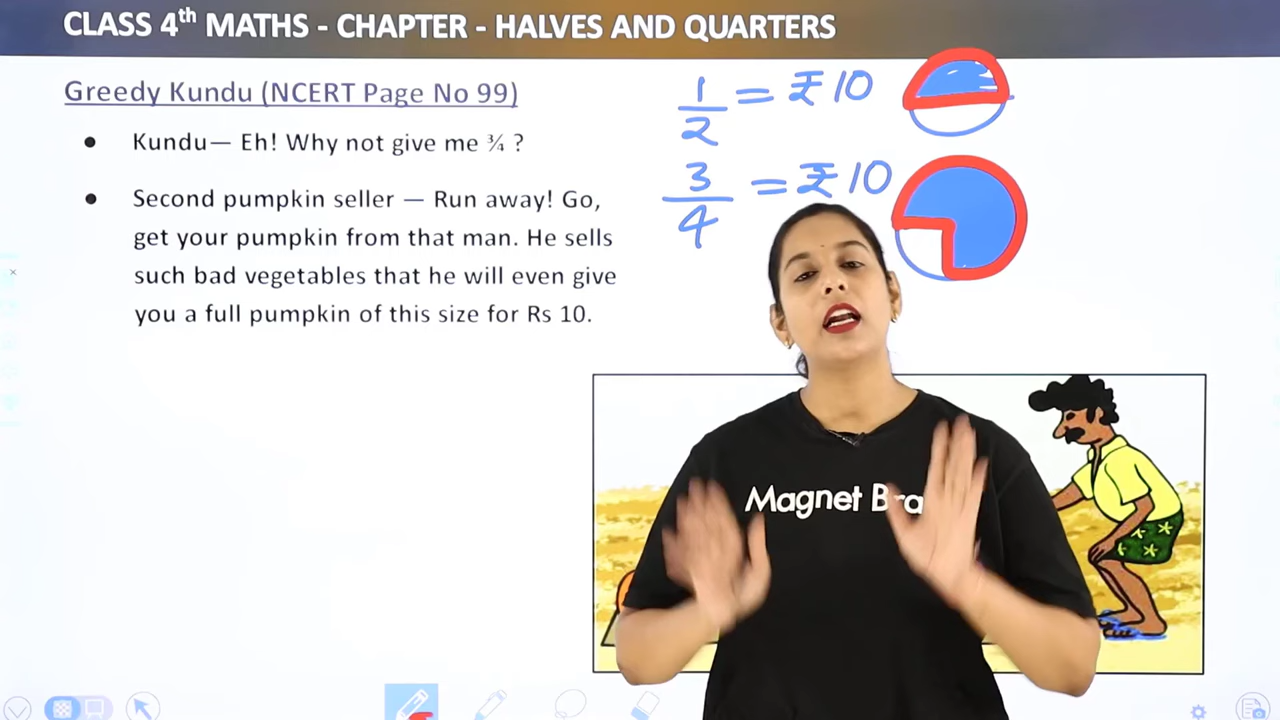 CLASS 4th MATHS - CHAPTER - HALVES AND QUARTERS
Greedy Kundu (NCERT Page No 99)
● Kundu— Eh! Why not give me ¾ ?
● Second pumpkin seller — Run away! Go,
get your pumpkin from that man. He sells
such bad vegetables that he will even give
you a full pumpkin of this size for Rs 10.
1/2 = ₹10
3/4 = ₹10
Magnet Bra